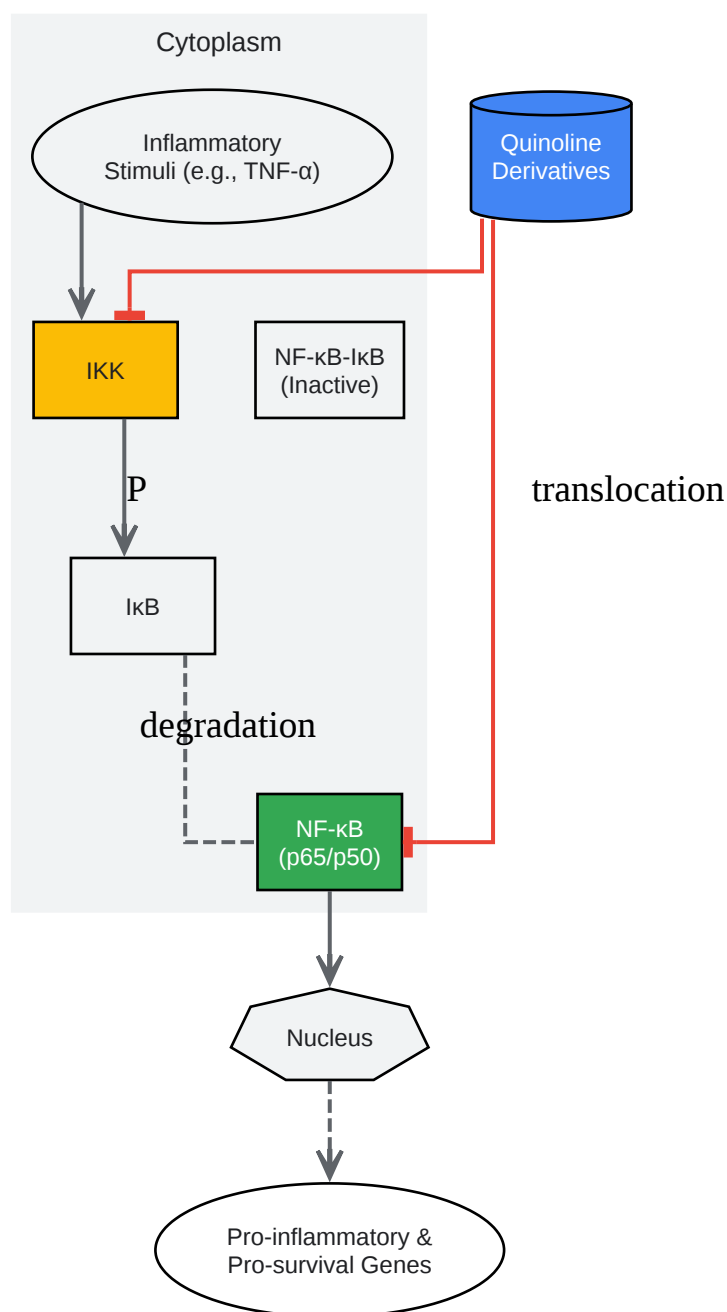 Cytoplasm
Inflammatory
Stimuli (e.g., TNF-α)
Quinoline
Derivatives
IKK
NF-κB-IκB
(Inactive)
P
translocation
IκB
degradation
NF-κB
(p65/p50)
Nucleus
Pro-inflammatory &
Pro-survival Genes